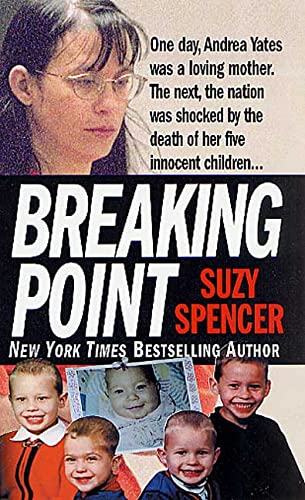 One day, Andrea Yates
was a loving mother.
The next, the nation
was shocked by the
death of her five
innocent children...
BREAKING
POINT
SUZY
SPENCER
NEW YORK TIMES BESTSELLING AUTHOR